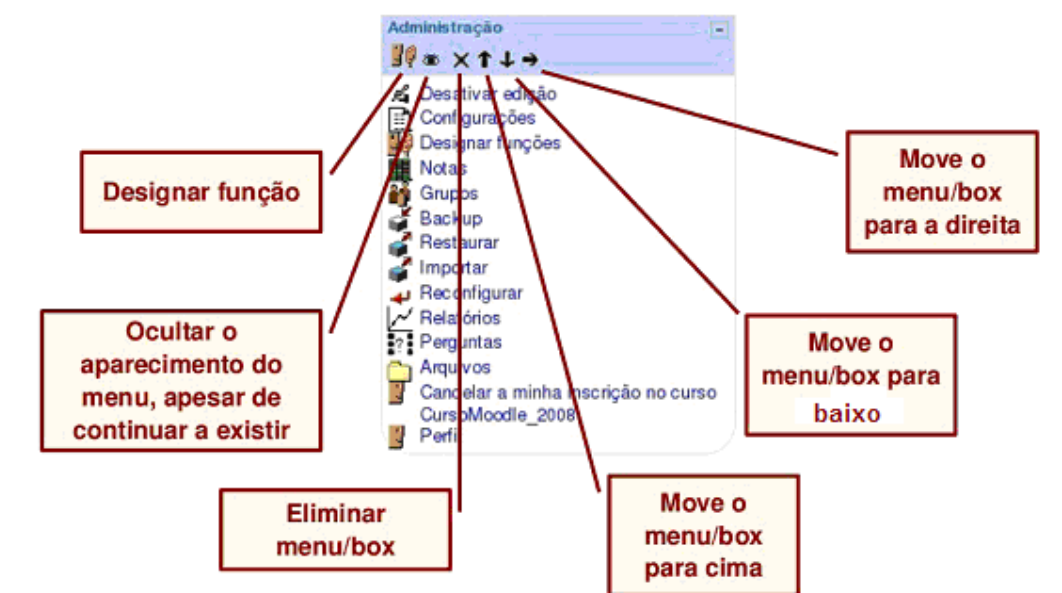 Administração
Desativar edição
Configurações
Designar funções
Notas
Grupos
Backup
Restaurar
Importar
Reconfigurar
Relatórios
Perguntas
Arquivos
Cancelar a minha inscrição no curso
CursoMoodle_2008
Perfil
Designar função
Ocultar o
aparecimento do
menu, apesar de
continuar a existir
Eliminar
menu/box
Move o
menu/box
para cima
Move o
menu/box para
baixo
Move o
menu/box
para a direita